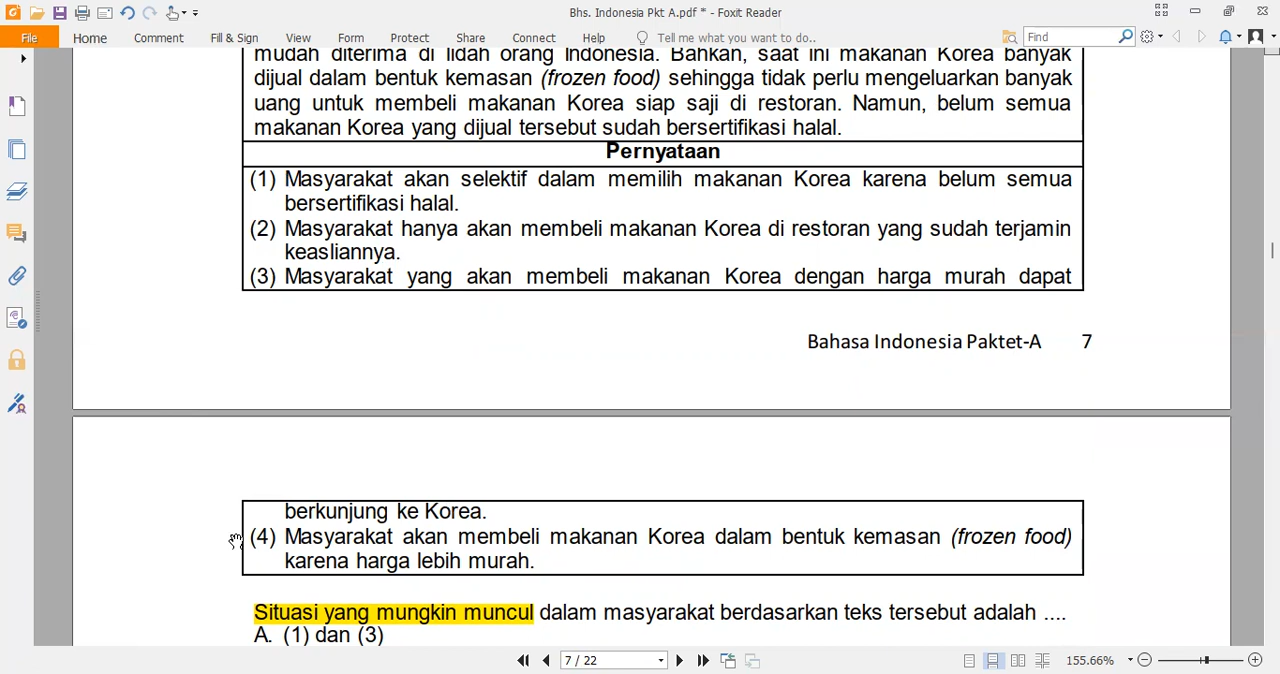 Bhs. Indonesia Pkt A.pdf * - Foxit Reader
File Home Comment Fill & Sign View Form Protect Share Connect Help Tell me what you want to do.. Find
mudah diterima di lidah orang Indonesia. Bahkan, saat ini makanan Korea banyak
dijual dalam bentuk kemasan (frozen food) sehingga tidak perlu mengeluarkan banyak
uang untuk membeli makanan Korea siap saji di restoran. Namun, belum semua
makanan Korea yang dijual tersebut sudah bersertifikasi halal.
Pernyataan
(1) Masyarakat akan selektif dalam memilih makanan Korea karena belum semua
bersertifikasi halal.
(2) Masyarakat hanya akan membeli makanan Korea di restoran yang sudah terjamin
keasliannya.
(3) Masyarakat yang akan membeli makanan Korea dengan harga murah dapat
Bahasa Indonesia Paktet-A 7
berkunjung ke Korea.
(4) Masyarakat akan membeli makanan Korea dalam bentuk kemasan (frozen food)
karena harga lebih murah.
Situasi yang mungkin muncul dalam masyarakat berdasarkan teks tersebut adalah ....
A. (1) dan (3)
7 / 22 155.66%